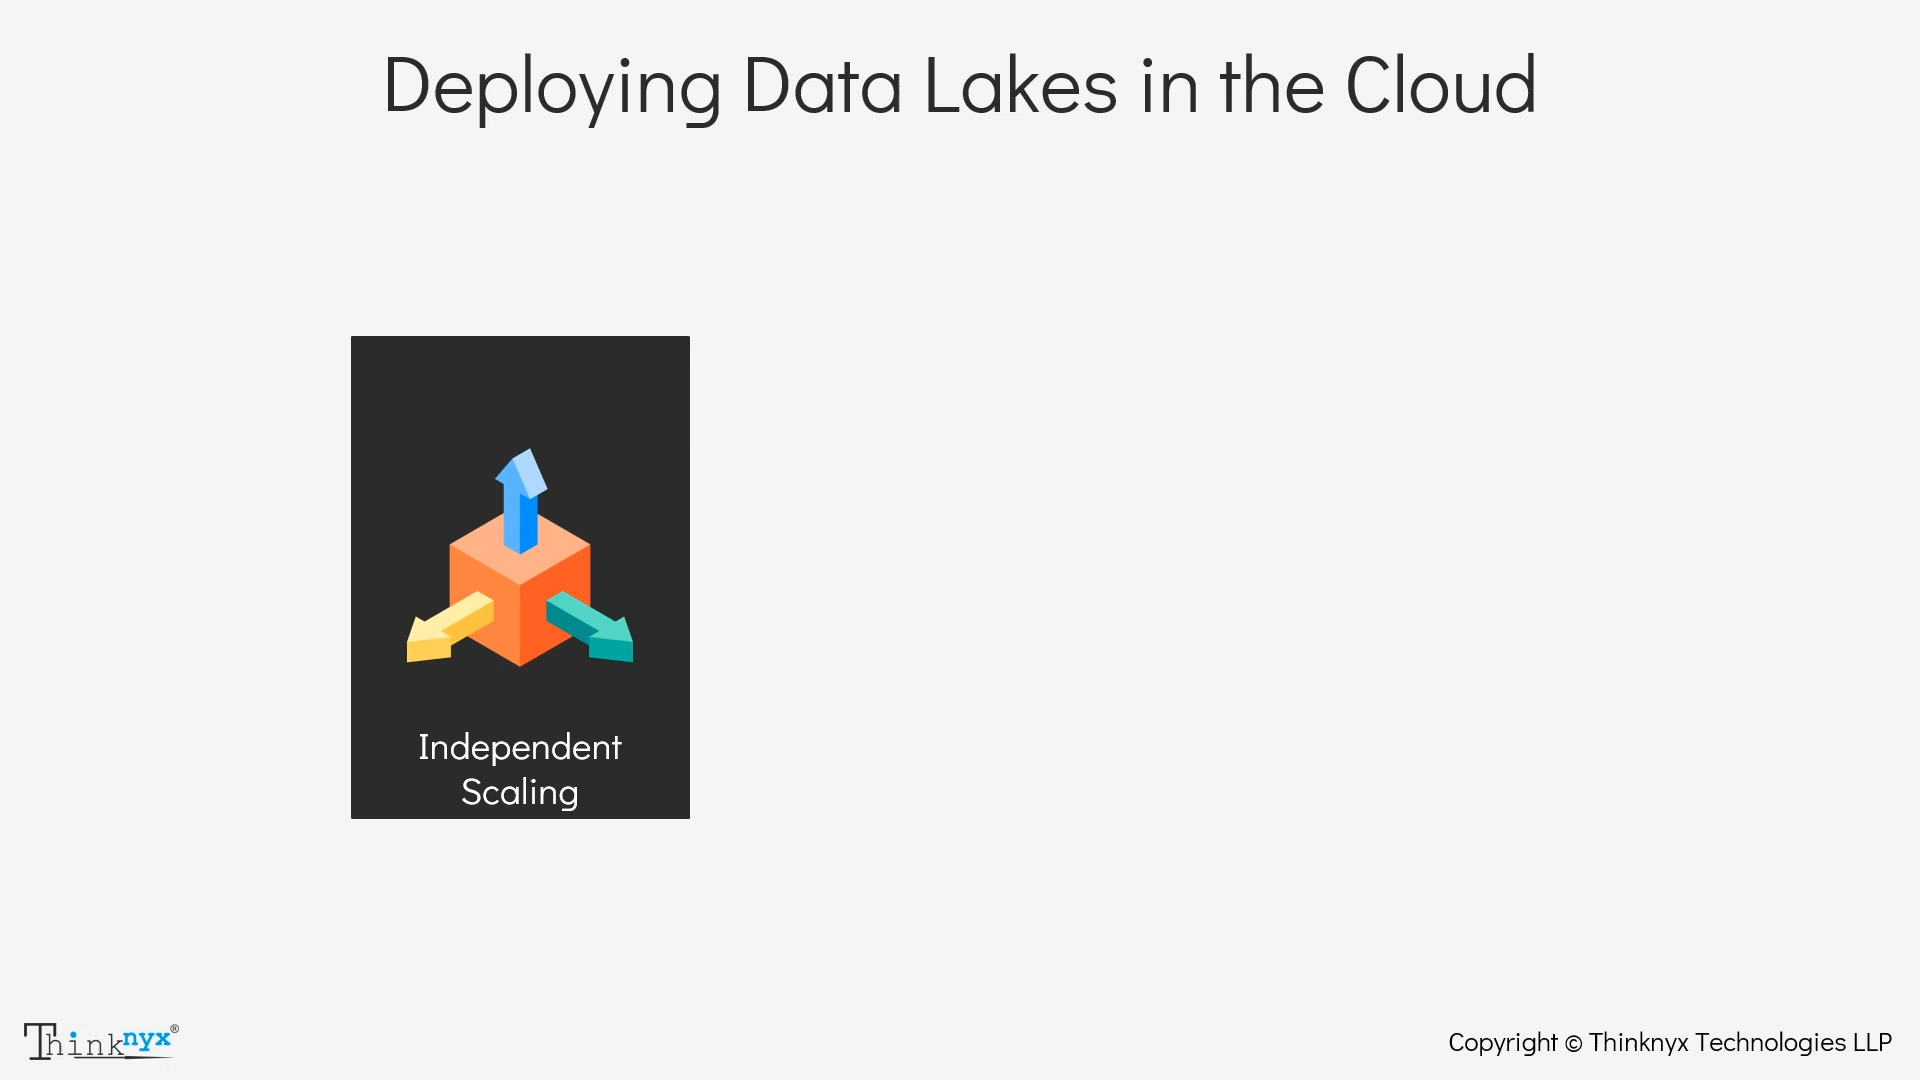 Deploying Data Lakes in the Cloud
Independent
Scaling
Thinknyx®
Copyright © Thinknyx Technologies LLP